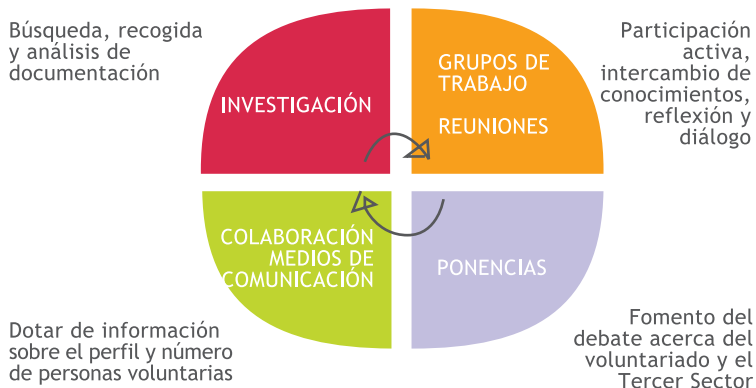 Búsqueda, recogida
y análisis de
documentación
INVESTIGACIÓN
GRUPOS DE
TRABAJO
REUNIONES
Participación
activa,
intercambio de
conocimientos,
reflexión y
diálogo
COLABORACIÓN
MEDIOS DE
COMUNICACIÓN
PONENCIAS
Dotar de información
sobre el perfil y número
de personas voluntarias
Fomento del
debate acerca del
voluntariado y el
Tercer Sector